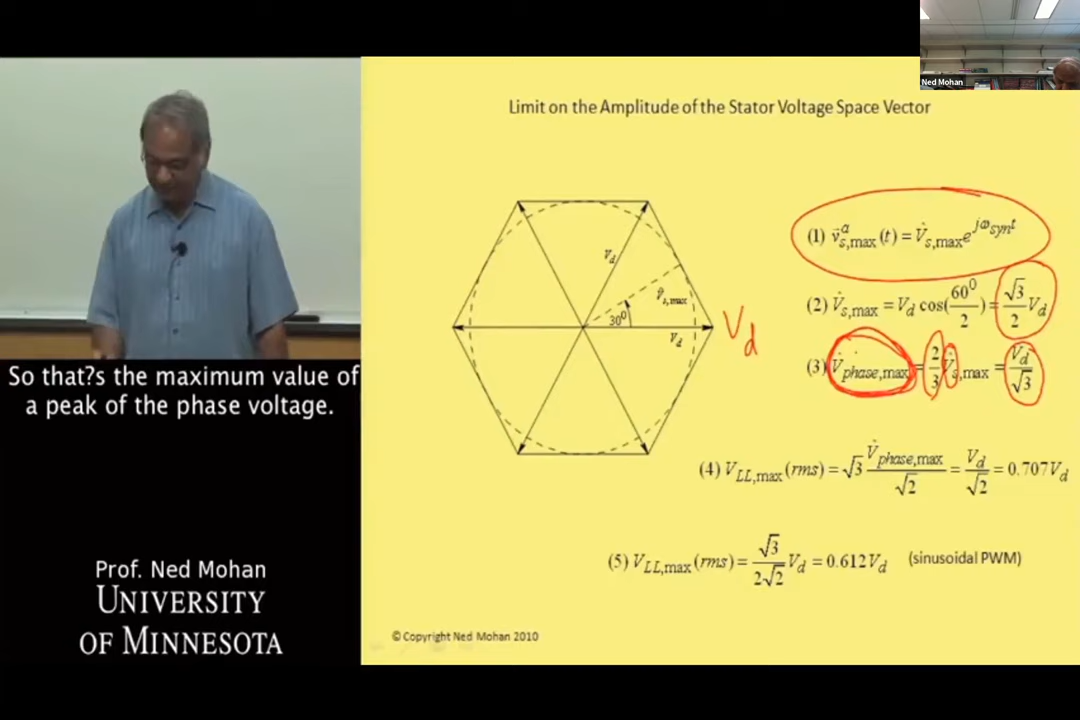 Ned Mohan
Limit on the Amplitude of the Stator Voltage Space Vector
(1) v⃗ᵃ_s,max (t) = V̂_s,max e^jω_syn t
V_d
(2) V̂_s,max = V_d cos(60⁰/2) = √3/2 V_d
V̂_s,max
30⁰
V_d
V_d
(3) V̂_phase,max = 2/3 V̂_s,max = V_d/√3
So that?s the maximum value of
a peak of the phase voltage.
(4) V_LL,max (rms) = √3 V̂_phase,max/√2 = V_d/√2 = 0.707V_d
(5) V_LL,max (rms) = √3/2√2 V_d = 0.612V_d (sinusoidal PWM)
Prof. Ned Mohan
UNIVERSITY
OF MINNESOTA
© Copyright Ned Mohan 2010